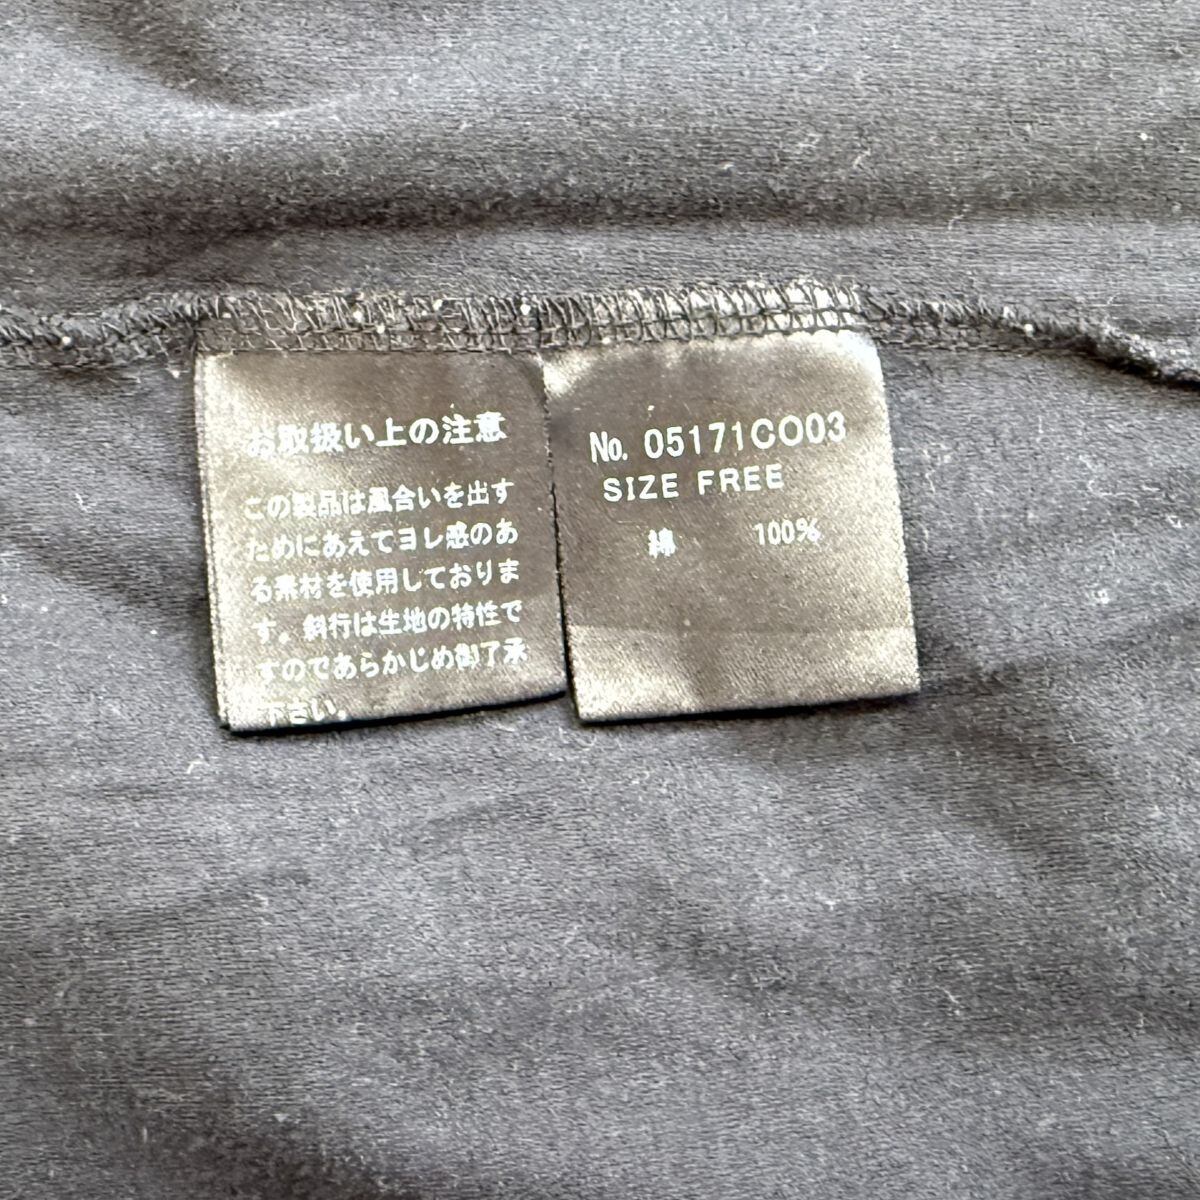 お取扱い上の注意
この製品は風合いを出す
ためにあえてヨレ感のあ
る素材を使用しておりま
す。斜行は生地の特性で
すのであらかじめ御了承
下さい。
No. 05171CO03
SIZE FREE
綿 100%